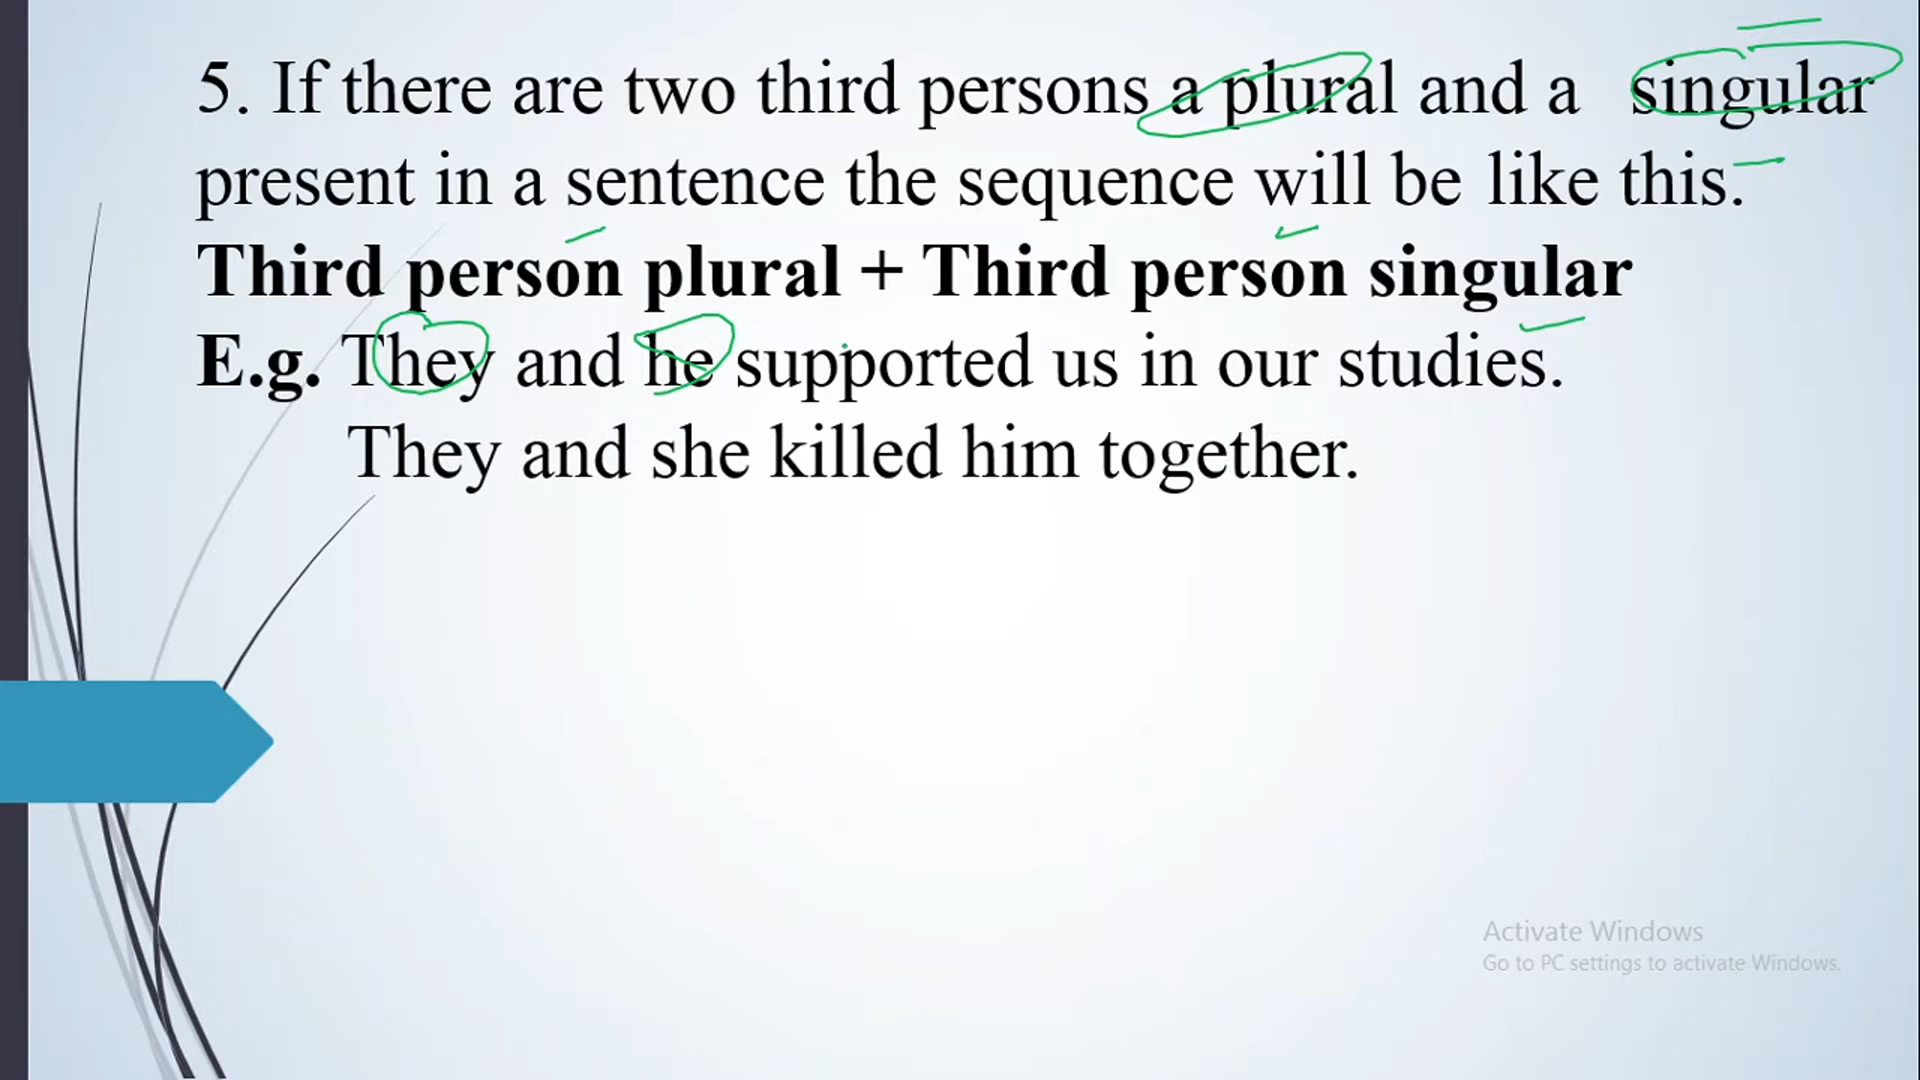 5. If there are two third persons a plural and a singular
present in a sentence the sequence will be like this.
Third person plural + Third person singular
E.g. They and he supported us in our studies.
They and she killed him together.
Activate Windows
Go to PC settings to activate Windows.